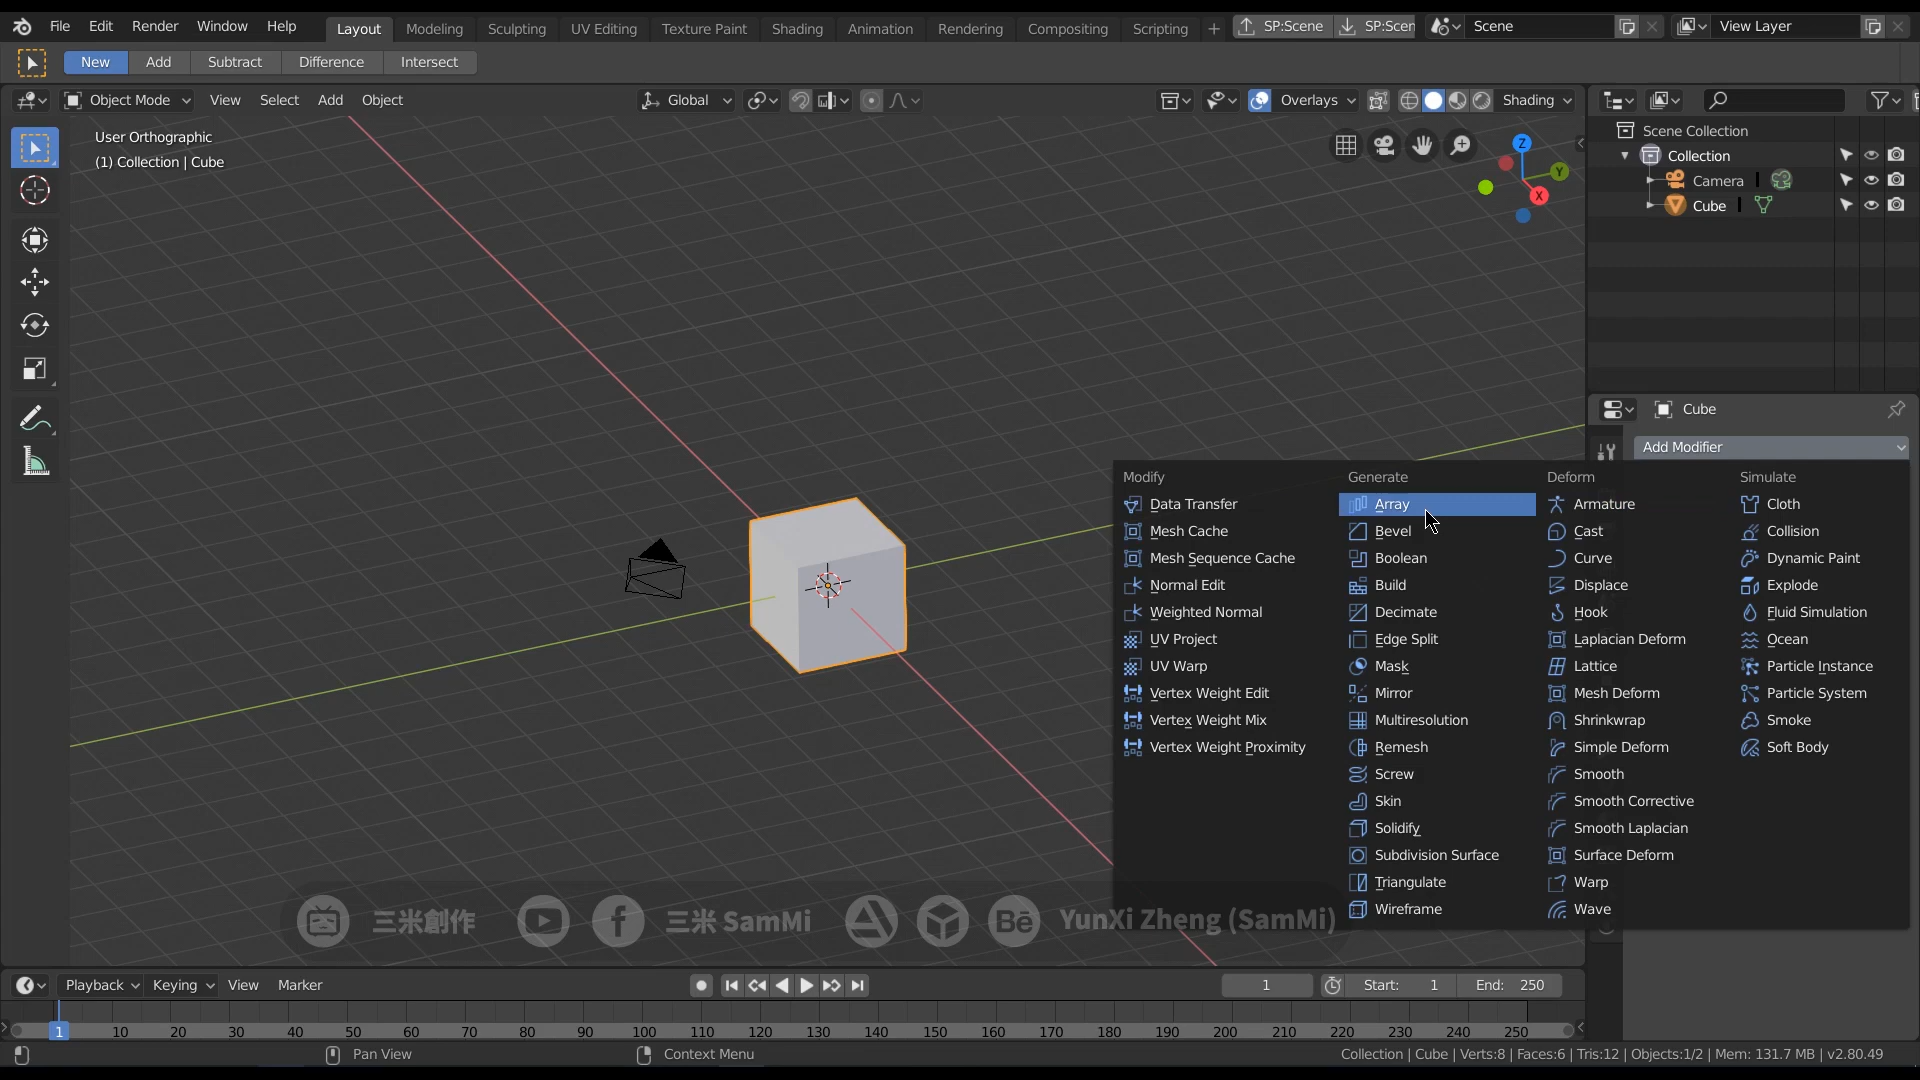 File Edit Render Window Help Layout Modeling Sculpting UV Editing Texture Paint Shading Animation Rendering Compositing Scripting + SP:Scene SP:Scen Scene View Layer
New Add Subtract Difference Intersect
Object Mode View Select Add Object Global Overlays Shading
User Orthographic
(1) Collection | Cube
Z
Y
X
Scene Collection
Collection
Camera
Cube
Cube
Add Modifier
Modify
Data Transfer
Mesh Cache
Mesh Sequence Cache
Normal Edit
Weighted Normal
UV Project
UV Warp
Vertex Weight Edit
Vertex Weight Mix
Vertex Weight Proximity
Generate
Array
Bevel
Boolean
Build
Decimate
Edge Split
Mask
Mirror
Multiresolution
Remesh
Screw
Skin
Solidify
Subdivision Surface
Triangulate
Wireframe
Deform
Armature
Cast
Curve
Displace
Hook
Laplacian Deform
Lattice
Mesh Deform
Shrinkwrap
Simple Deform
Smooth
Smooth Corrective
Smooth Laplacian
Surface Deform
Warp
Wave
Simulate
Cloth
Collision
Dynamic Paint
Explode
Fluid Simulation
Ocean
Particle Instance
Particle System
Smoke
Soft Body
三米創作 f 三米 SamMi Bē YunXi Zheng (SamMi)
Playback Keying View Marker 1 Start: 1 End: 250
1 10 20 30 40 50 60 70 80 90 100 110 120 130 140 150 160 170 180 190 200 210 220 230 240 250
Pan View Context Menu Collection | Cube | Verts:8 | Faces:6 | Tris:12 | Objects:1/2 | Mem: 131.7 MB | v2.80.49